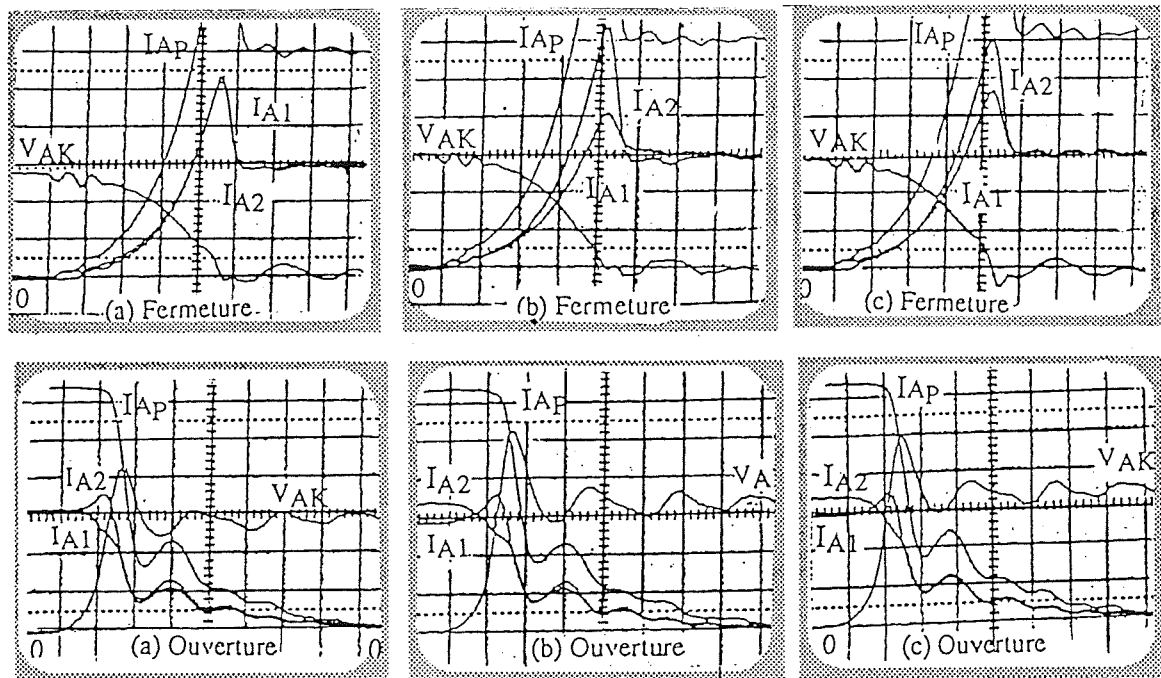 IAP
IA1
VAK
IA2
0
(a) Fermeture
IAP
IA2
VAK
IA1
0
(b) Fermeture
IAP
IA2
VAK
IA1
0
(c) Fermeture
IAP
IA2
VAK
IA1
0
(a) Ouverture
0
IAP
IA2
VA
IA1
0
(b) Ouverture
IAP
VAK
IA2
IA1
0
(c) Ouverture